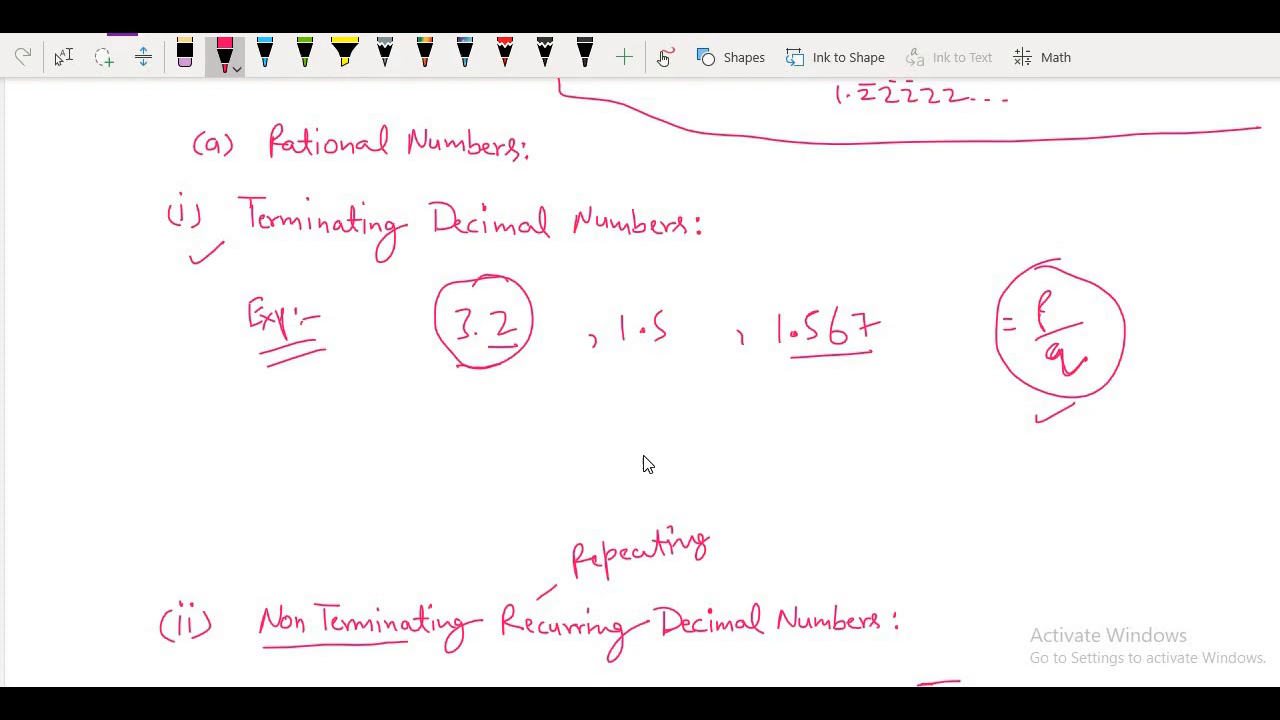 Shapes Ink to Shape Ink to Text Math
1.22222...
(a) Rational Numbers:
(i) Terminating Decimal Numbers:
Exp:- 3.2 , 1.5 , 1.567 = P/q
Repeating
(ii) Non Terminating Recurring Decimal Numbers:
Activate Windows
Go to Settings to activate Windows.